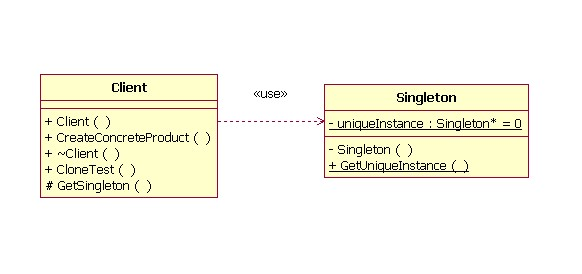 Client
+ Client ( )
+ CreateConcreteProduct ( )
+ ~Client ( )
+ CloneTest ( )
# GetSingleton ( )
«use»
Singleton
- uniqueInstance : Singleton* = 0
- Singleton ( )
+ GetUniqueInstance ( )